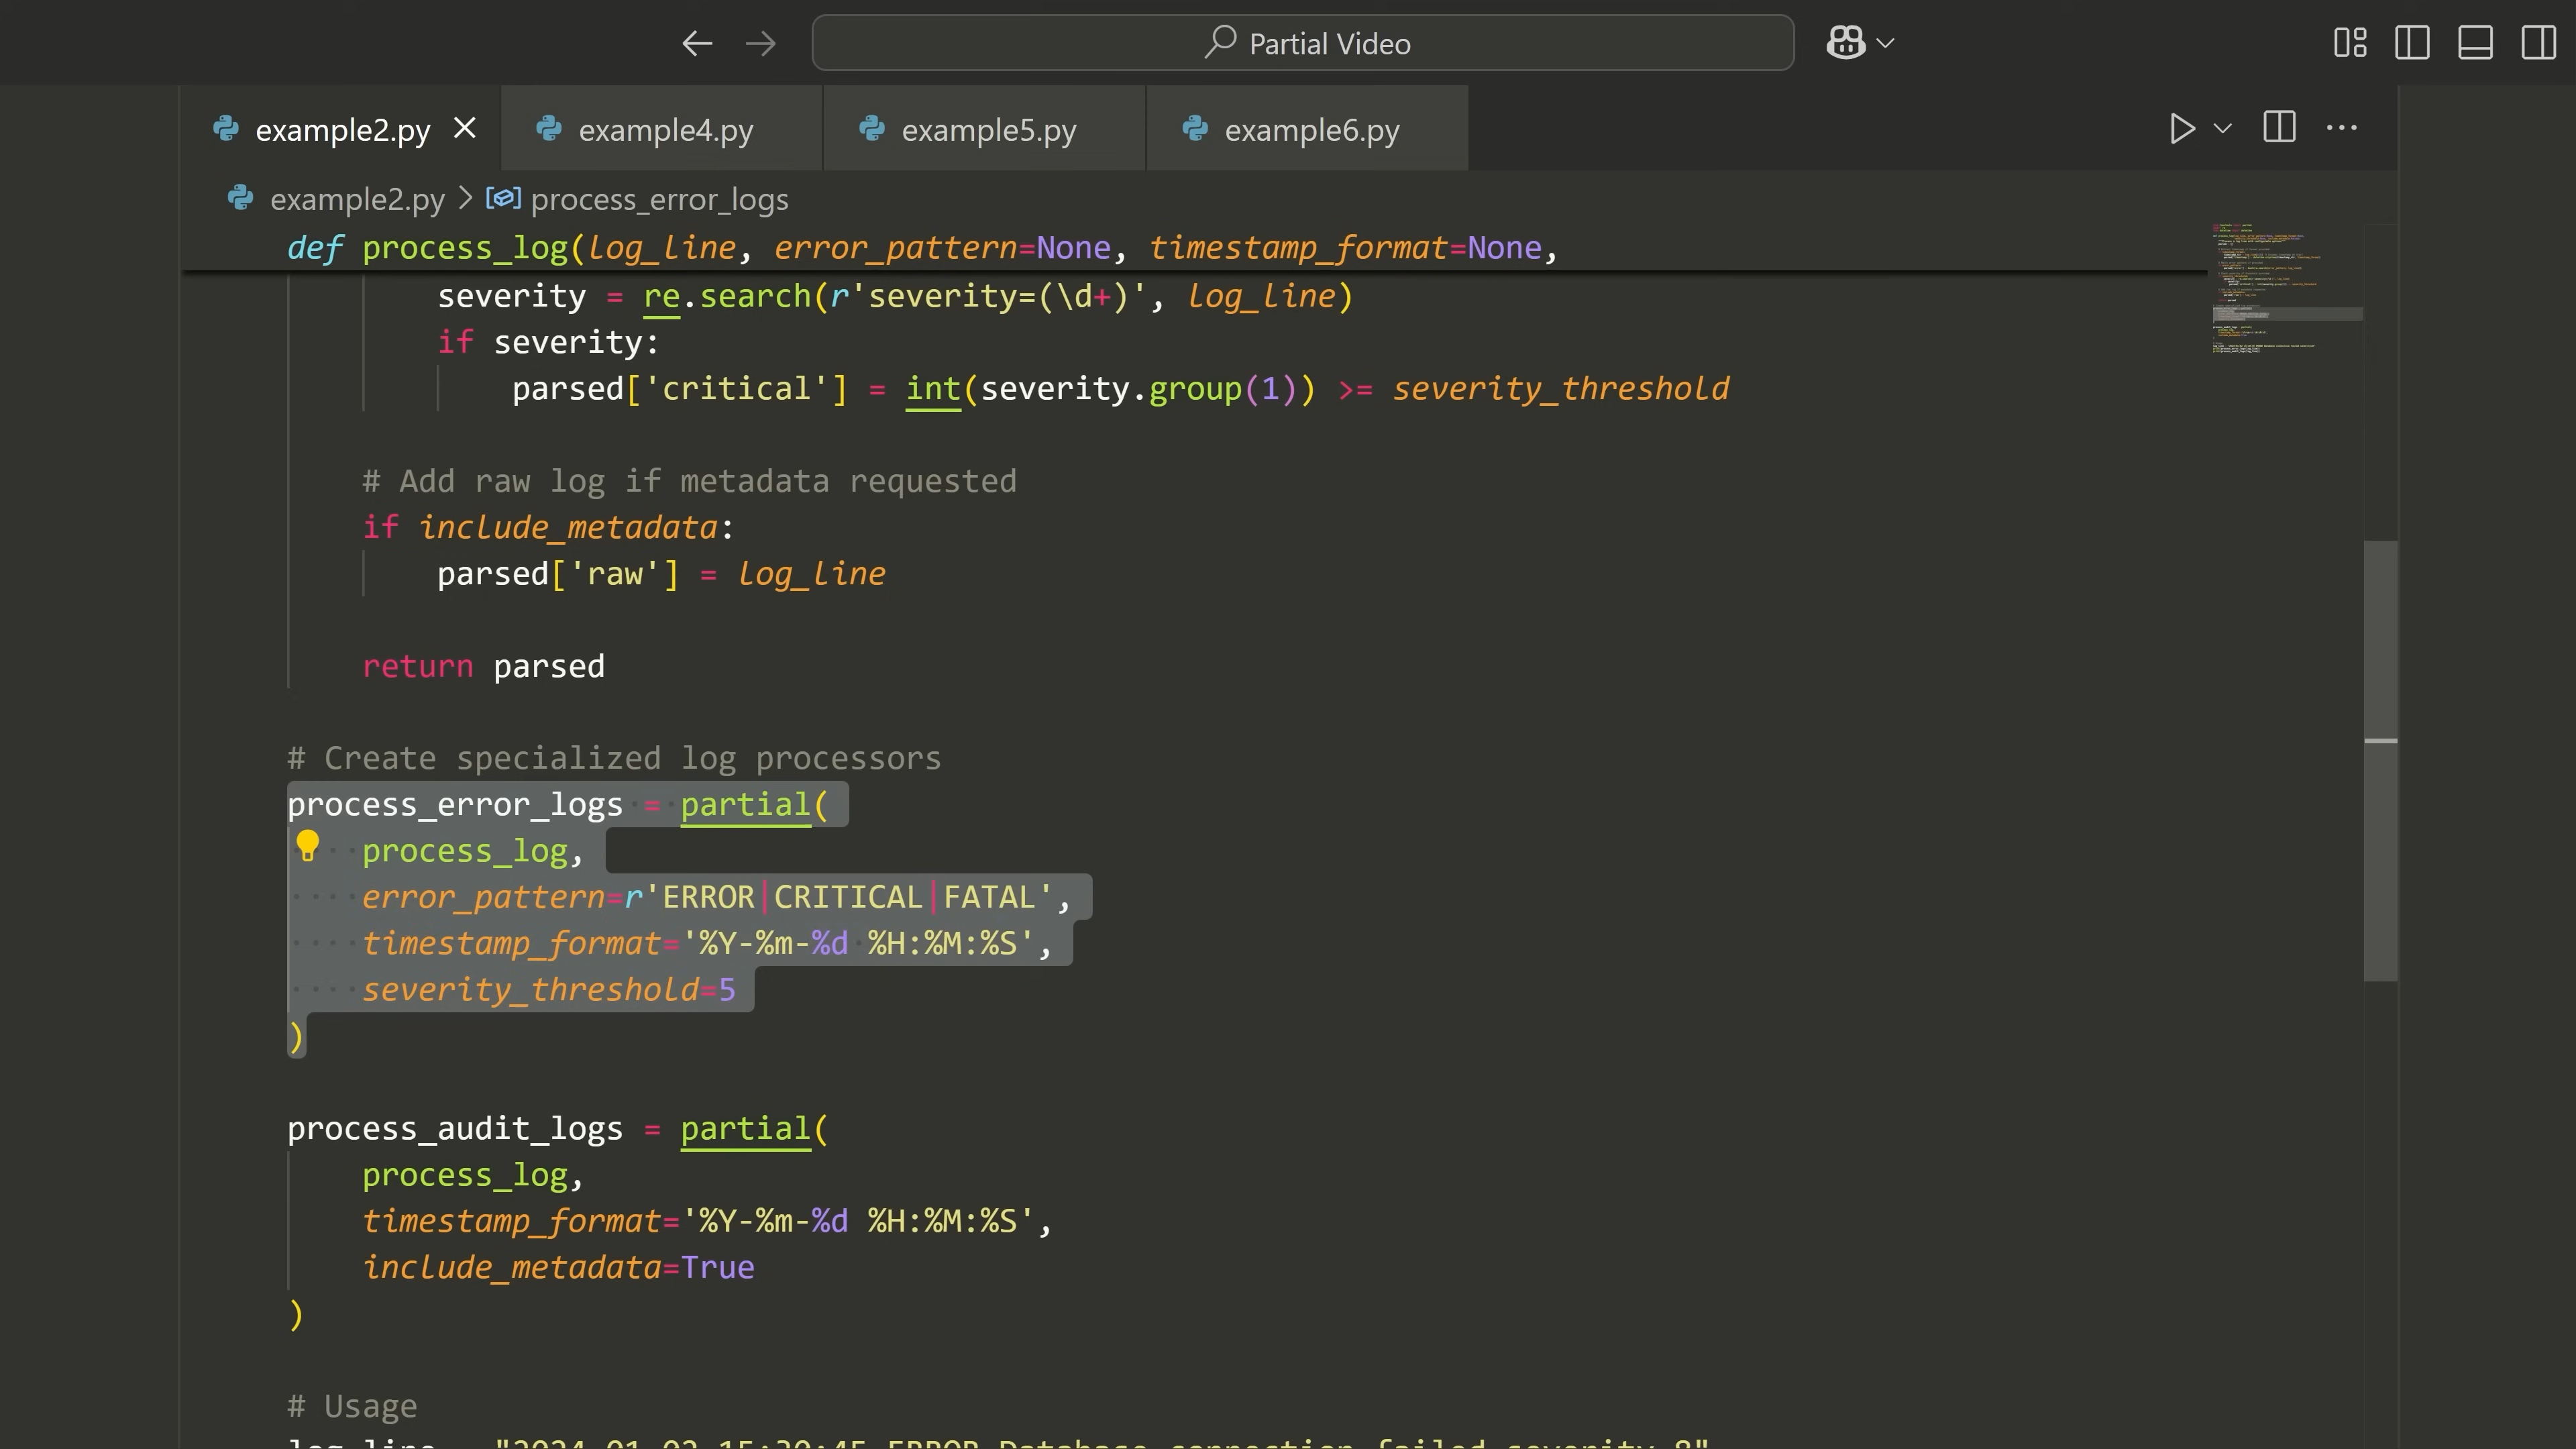 Partial Video
example2.py
example4.py
example5.py
example6.py
example2.py > process_error_logs
def process_log(log_line, error_pattern=None, timestamp_format=None,
severity = re.search(r'severity=(\d+)', log_line)
if severity:
parsed['critical'] = int(severity.group(1)) >= severity_threshold
# Add raw log if metadata requested
if include_metadata:
parsed['raw'] = log_line
return parsed
# Create specialized log processors
process_error_logs = partial(
process_log,
error_pattern=r'ERROR|CRITICAL|FATAL',
timestamp_format='%Y-%m-%d %H:%M:%S',
severity_threshold=5
)
process_audit_logs = partial(
process_log,
timestamp_format='%Y-%m-%d %H:%M:%S',
include_metadata=True
)
# Usage